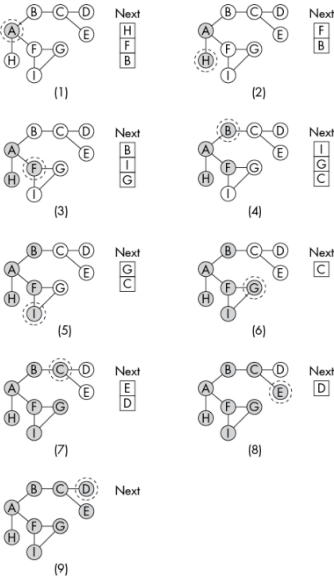 B C D Next
A E H
F G F
H B
I
(1)
B C D Next
A E F
F G B
H
I
(2)
B C D Next
A E B
F G I
H G
I
(3)
B C D Next
A E I
F G G
H C
I
(4)
B C D Next
A E G
F G C
H
I
(5)
B C D Next
A E C
F G
H
I
(6)
B C D Next
A E E
F G D
H
I
(7)
B C D Next
A E D
F G
H
I
(8)
B C D Next
A E
F G
H
I
(9)